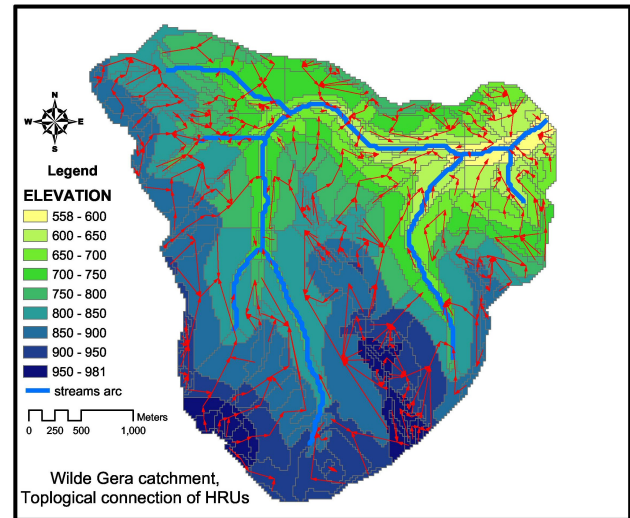 N
W E
S
Legend
ELEVATION
558 - 600
600 - 650
650 - 700
700 - 750
750 - 800
800 - 850
850 - 900
900 - 950
950 - 981
streams arc
Meters
0 250 500 1,000
Wilde Gera catchment,
Toplogical connection of HRUs